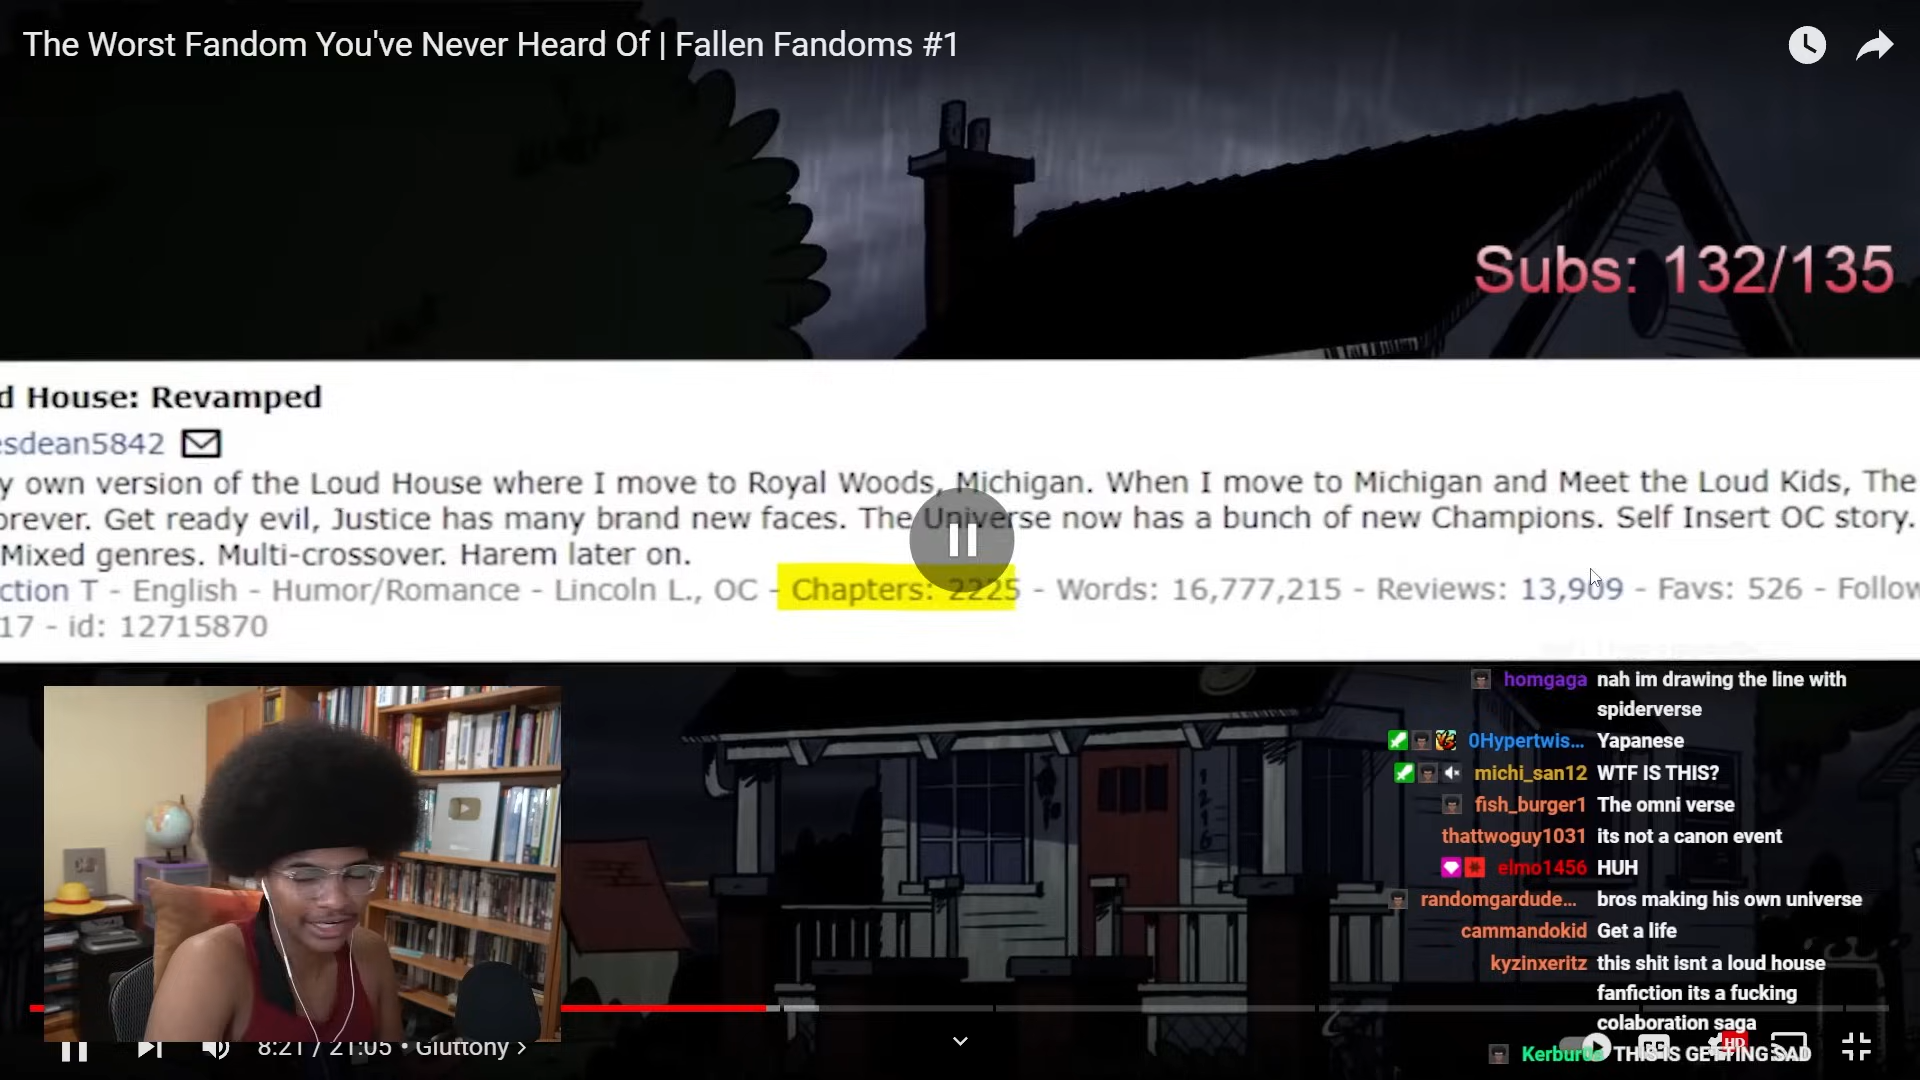 The Worst Fandom You've Never Heard Of | Fallen Fandoms #1
Subs: 132/135
d House: Revamped
esdean5842
y own version of the Loud House where I move to Royal Woods, Michigan. When I move to Michigan and Meet the Loud Kids, The
orever. Get ready evil, Justice has many brand new faces. The Universe now has a bunch of new Champions. Self Insert OC story.
Mixed genres. Multi-crossover. Harem later on.
ction T - English - Humor/Romance - Lincoln L., OC - Chapters: 2225 - Words: 16,777,215 - Reviews: 13,909 - Favs: 526 - Follow
17 - id: 12715870
homgaga nah im drawing the line with
spiderverse
0Hypertwis... Yapanese
michi_san12 WTF IS THIS?
fish_burger1 The omni verse
thattwoguy1031 its not a canon event
elmo1456 HUH
randomgardude... bros making his own universe
cammandokid Get a life
kyzinxeritz this shit isnt a loud house
fanfiction its a fucking
colaboration saga
THIS IS GETTING SAD
1216
8:21 / 21:05 • Gluttony >
HD